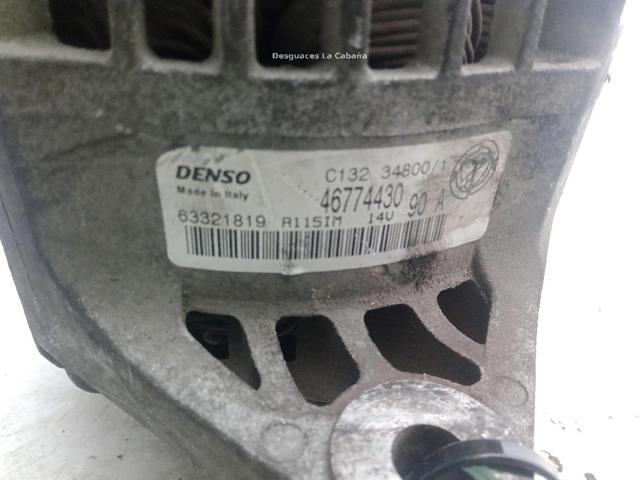 Desguaces La Cabaña
DENSO
Made in Italy
C132 34800/1
46774430
63321819 A115IM 14V 90 A